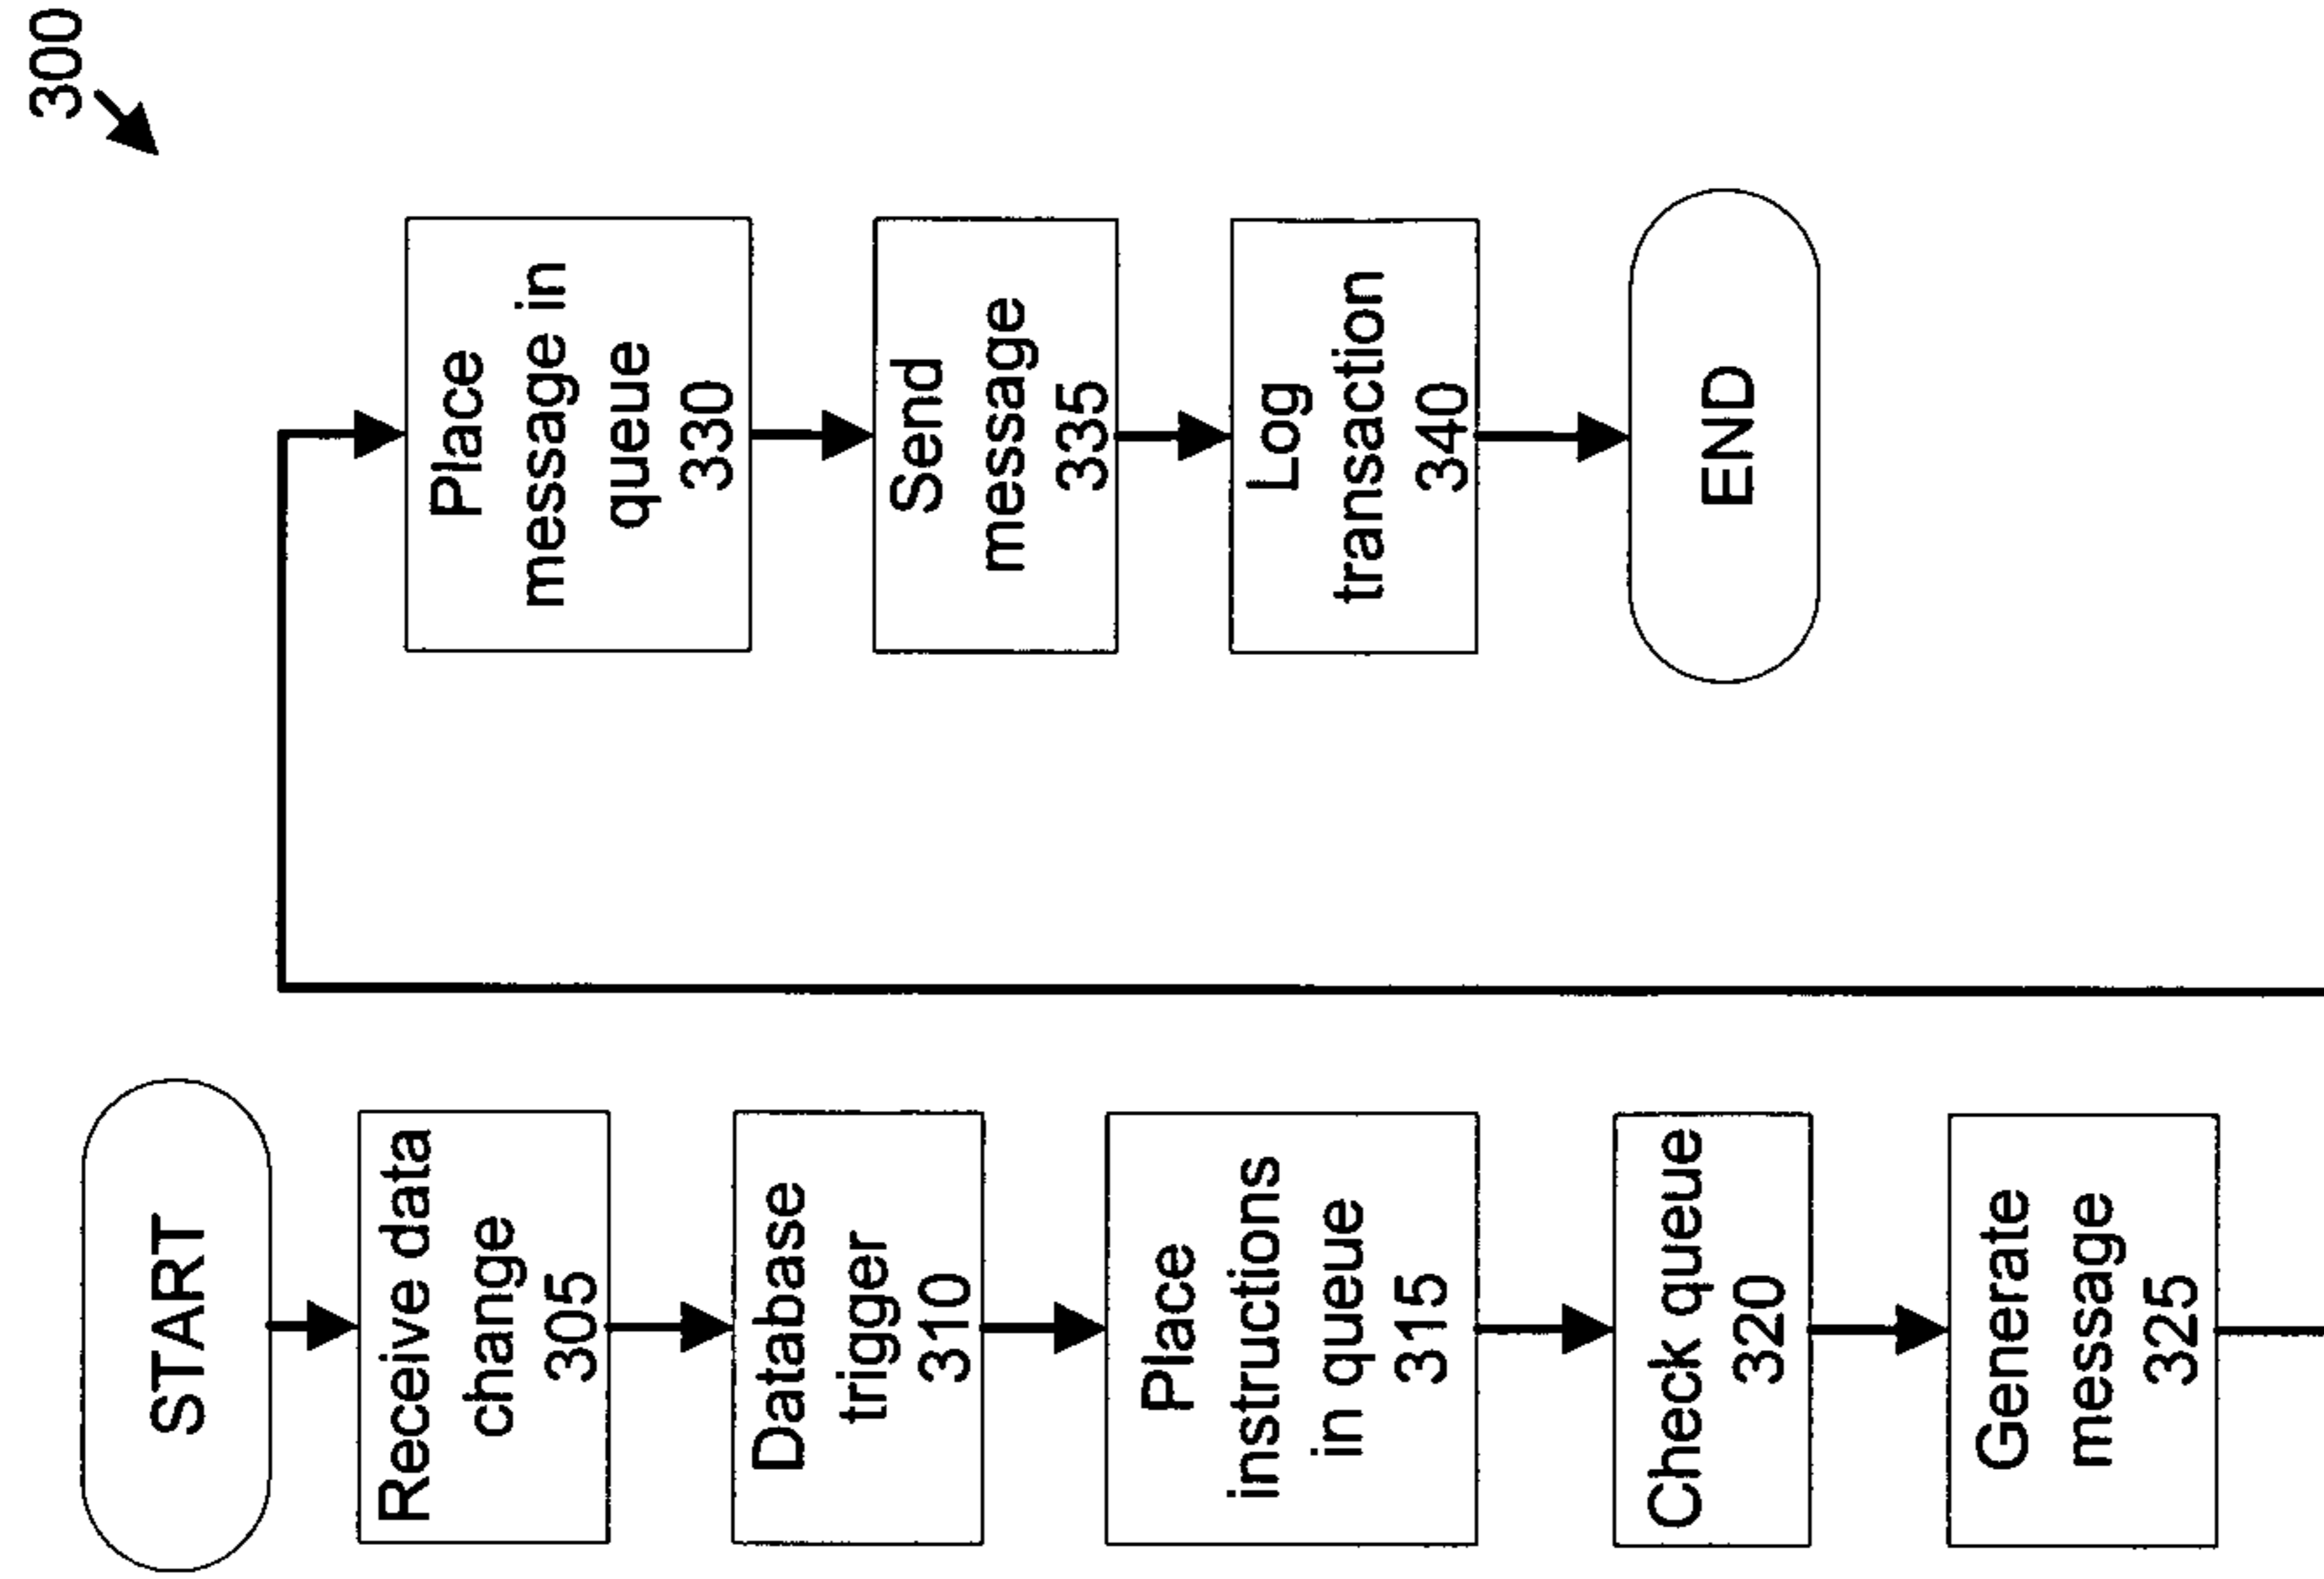 300
START
Receive data
change
305
Database
trigger
310
Place
instructions
in queue
315
Check queue
320
Generate
message
325
Place
message in
queue
330
Send
message
335
Log
transaction
340
END